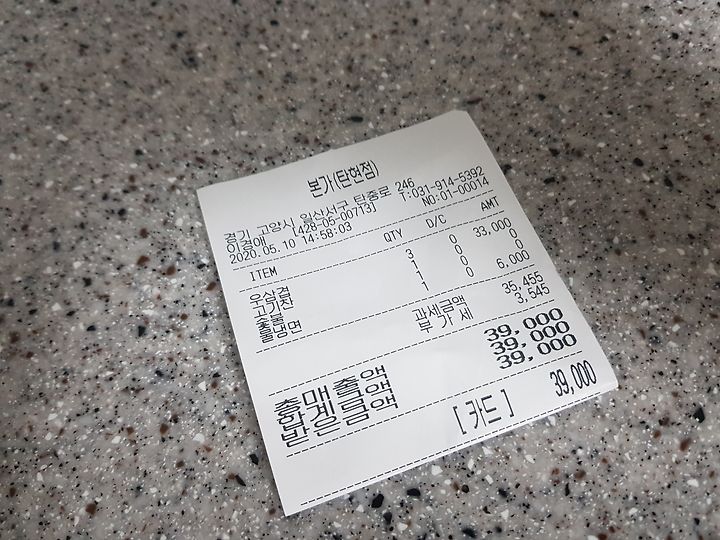 본가(탄현점)
경기 고양시 일산서구 탄중로 246
이경애 [428-05-00713] T:031-914-5392
2020.05.10 14:58:03 NO:01-00014
ITEM QTY D/C AMT
우삼겹 3 0 33,000
고기찬 1 0 0
1 0 0
물냉면 1 0 6,000
과세금액 35,455
부 가 세 3,545
총 매 출 액 39,000
합 계 금 액 39,000
받 은 금 액 39,000
[ 카드 ] 39,000